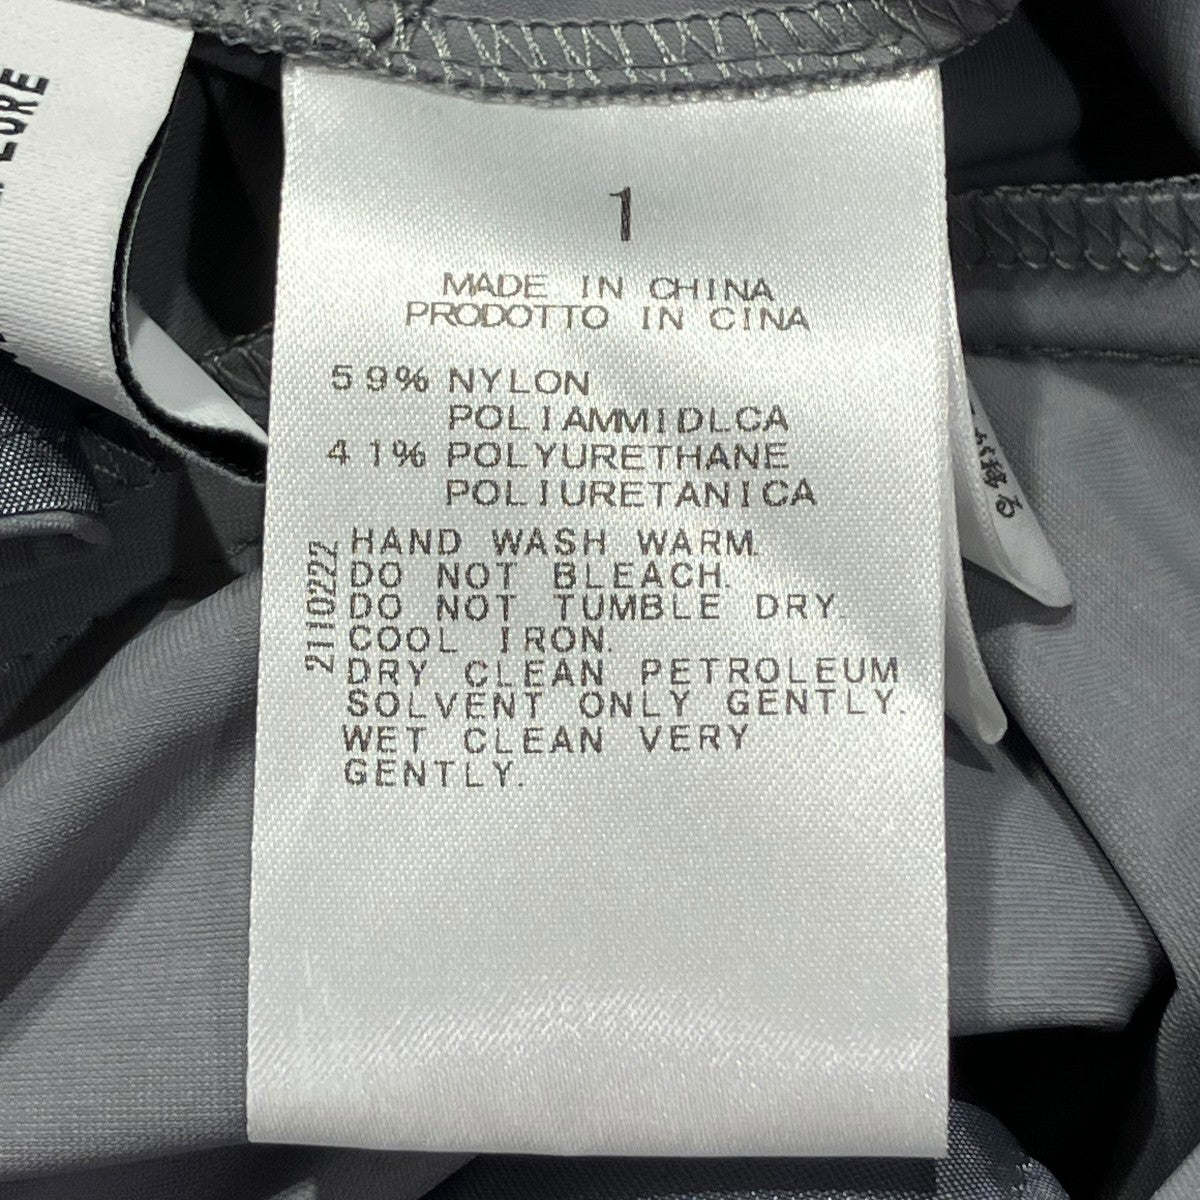 1
MADE IN CHINA
PRODOTTO IN CINA
59% NYLON
POLIAMMIDLCA
41% POLYURETHANE
POLIURETANICA
HAND WASH WARM.
DO NOT BLEACH.
DO NOT TUMBLE DRY.
COOL IRON.
DRY CLEAN PETROLEUM
SOLVENT ONLY GENTLY.
WET CLEAN VERY
GENTLY.
2110222